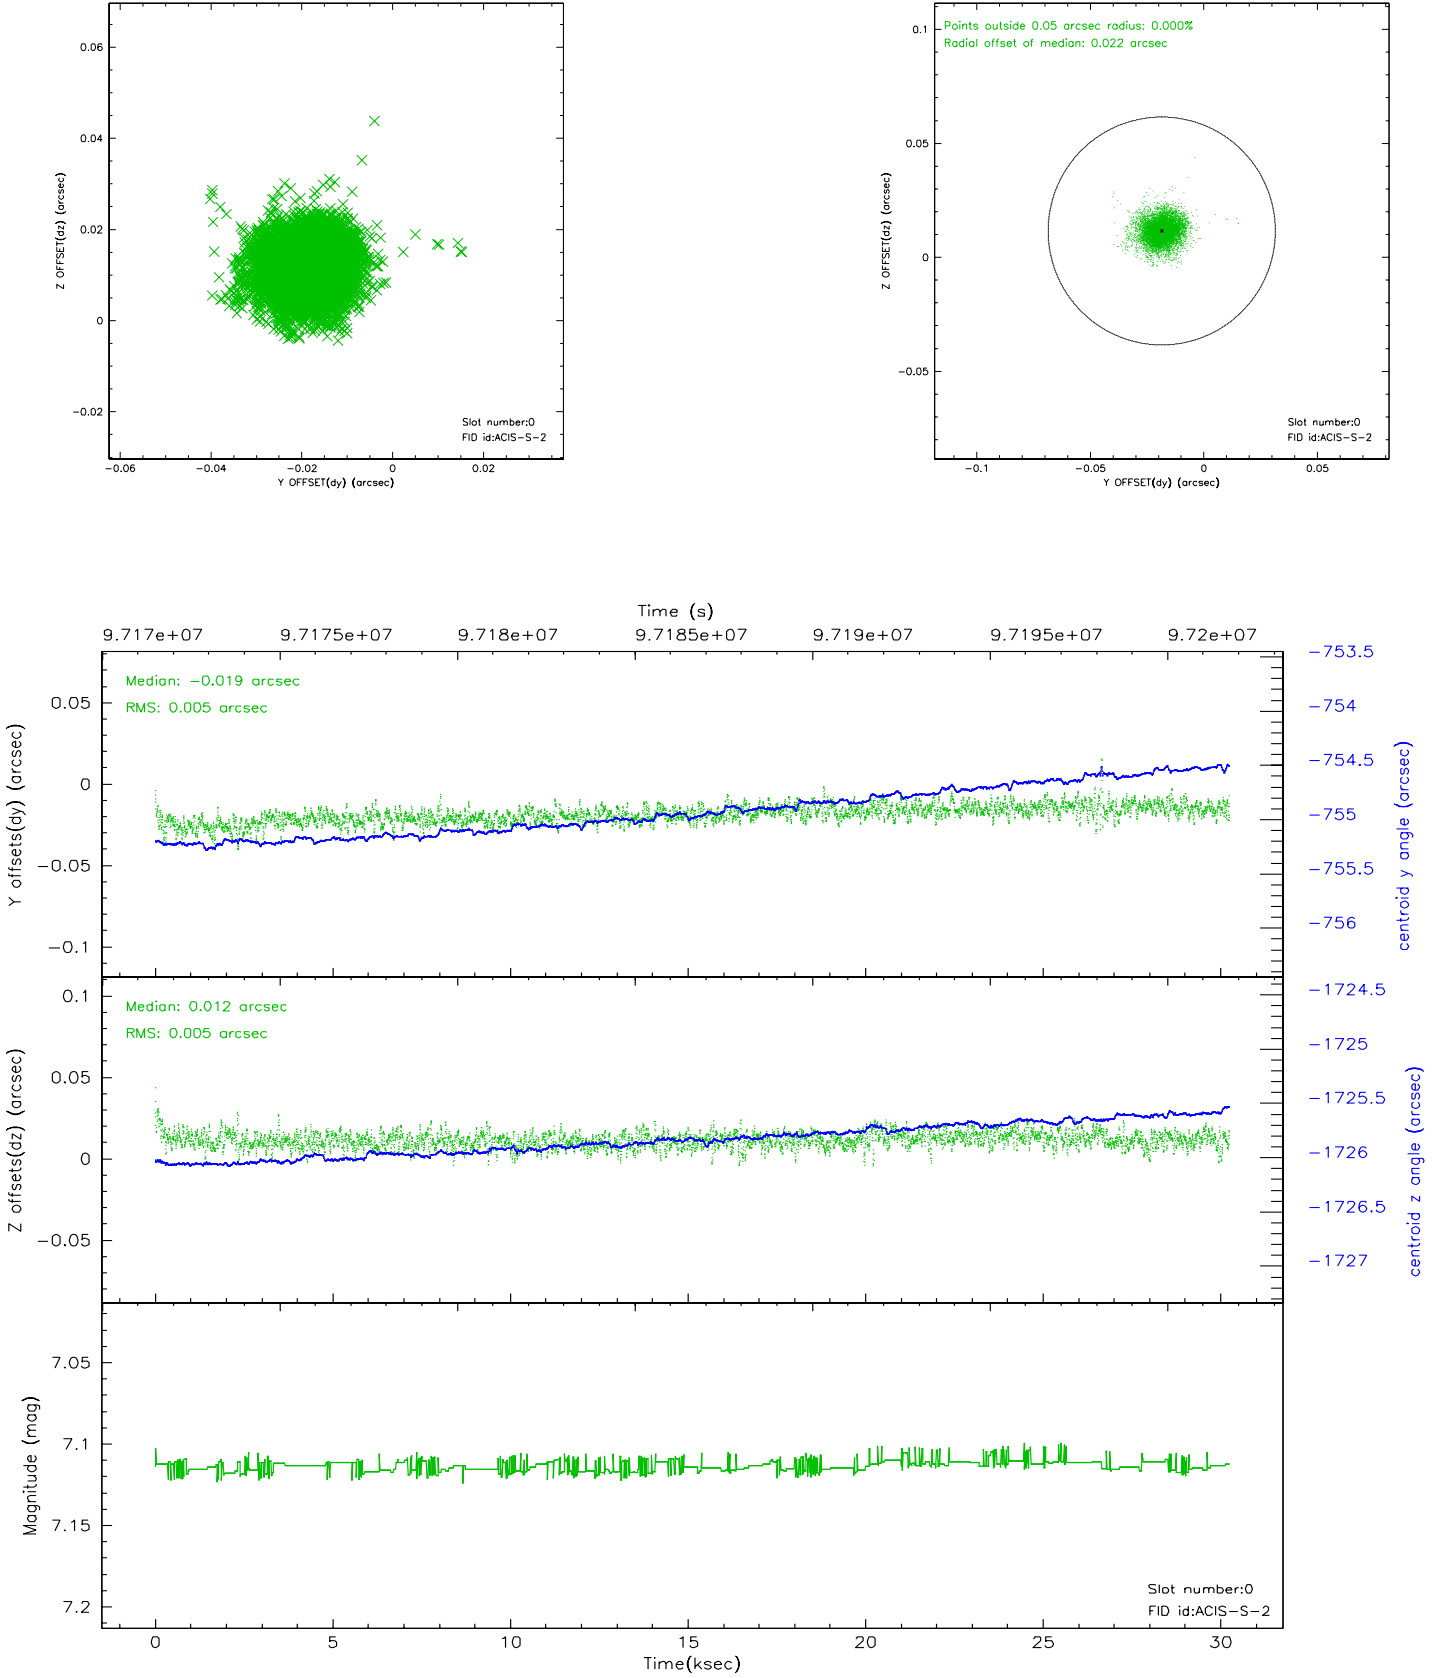 0.06
0.04
0.02
0
-0.02
Z OFFSET(dz) (arcsec)
-0.06 -0.04 -0.02 0 0.02
Y OFFSET(dy) (arcsec)
Slot number:0
FID id:ACIS-S-2
Points outside 0.05 arcsec radius: 0.000%
Radial offset of median: 0.022 arcsec
0.1
0.05
0
-0.05
Z OFFSET(dz) (arcsec)
-0.1 -0.05 0 0.05
Y OFFSET(dy) (arcsec)
Slot number:0
FID id:ACIS-S-2
Time (s)
9.717e+07 9.7175e+07 9.718e+07 9.7185e+07 9.719e+07 9.7195e+07 9.72e+07
Median: -0.019 arcsec
RMS: 0.005 arcsec
0.05
0
-0.05
-0.1
Y offsets(dy) (arcsec)
-753.5
-754
-754.5
-755
-755.5
-756
centroid y angle (arcsec)
Median: 0.012 arcsec
RMS: 0.005 arcsec
0.1
0.05
0
-0.05
Z offsets(dz) (arcsec)
-1724.5
-1725
-1725.5
-1726
-1726.5
-1727
centroid z angle (arcsec)
7.05
7.1
7.15
7.2
Magnitude (mag)
Slot number:0
FID id:ACIS-S-2
0 5 10 15 20 25 30
Time(ksec)